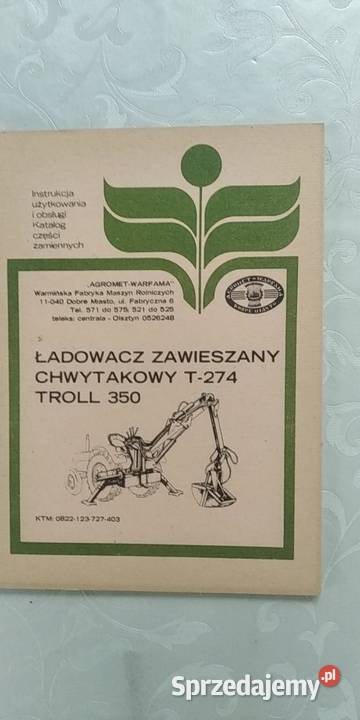 Instrukcja
użytkowania
i obsługi
Katalog
części
zamiennych
„AGROMET-WARFAMA"
Warmińska Fabryka Maszyn Rolniczych
11-040 Dobre Miasto, ul. Fabryczna 6
Tel. 571 do 575, 521 do 525
teleks: centrala - Olsztyn 0526248
ŁADOWACZ ZAWIESZANY
CHWYTAKOWY T-274
TROLL 350
KTM: 0822-123-727-403
Sprzedajemy.pl